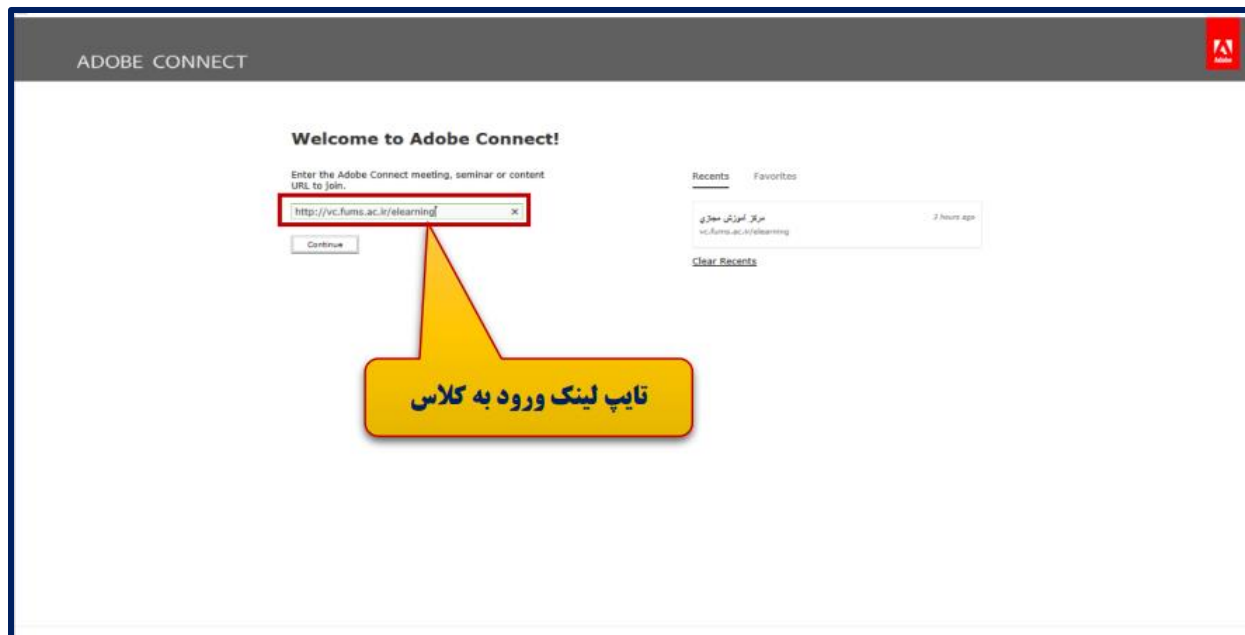 ADOBE CONNECT
Adobe
Welcome to Adobe Connect!
Enter the Adobe Connect meeting, seminar or content
URL to join.
http://vc.fums.ac.ir/elearning
×
Continue
Recents Favorites
مرکز آموزش مجازی
vc.fums.ac.ir/elearning
hours ago
Clear Recents
تایپ لینک ورود به کلاس